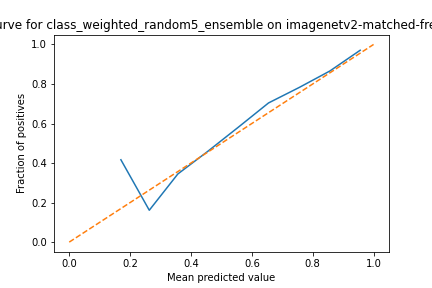 urve for class_weighted_random5_ensemble on imagenetv2-matched-fre
1.0
0.8
0.6
0.4
0.2
0.0
Fraction of positives
0.0 0.2 0.4 0.6 0.8 1.0
Mean predicted value